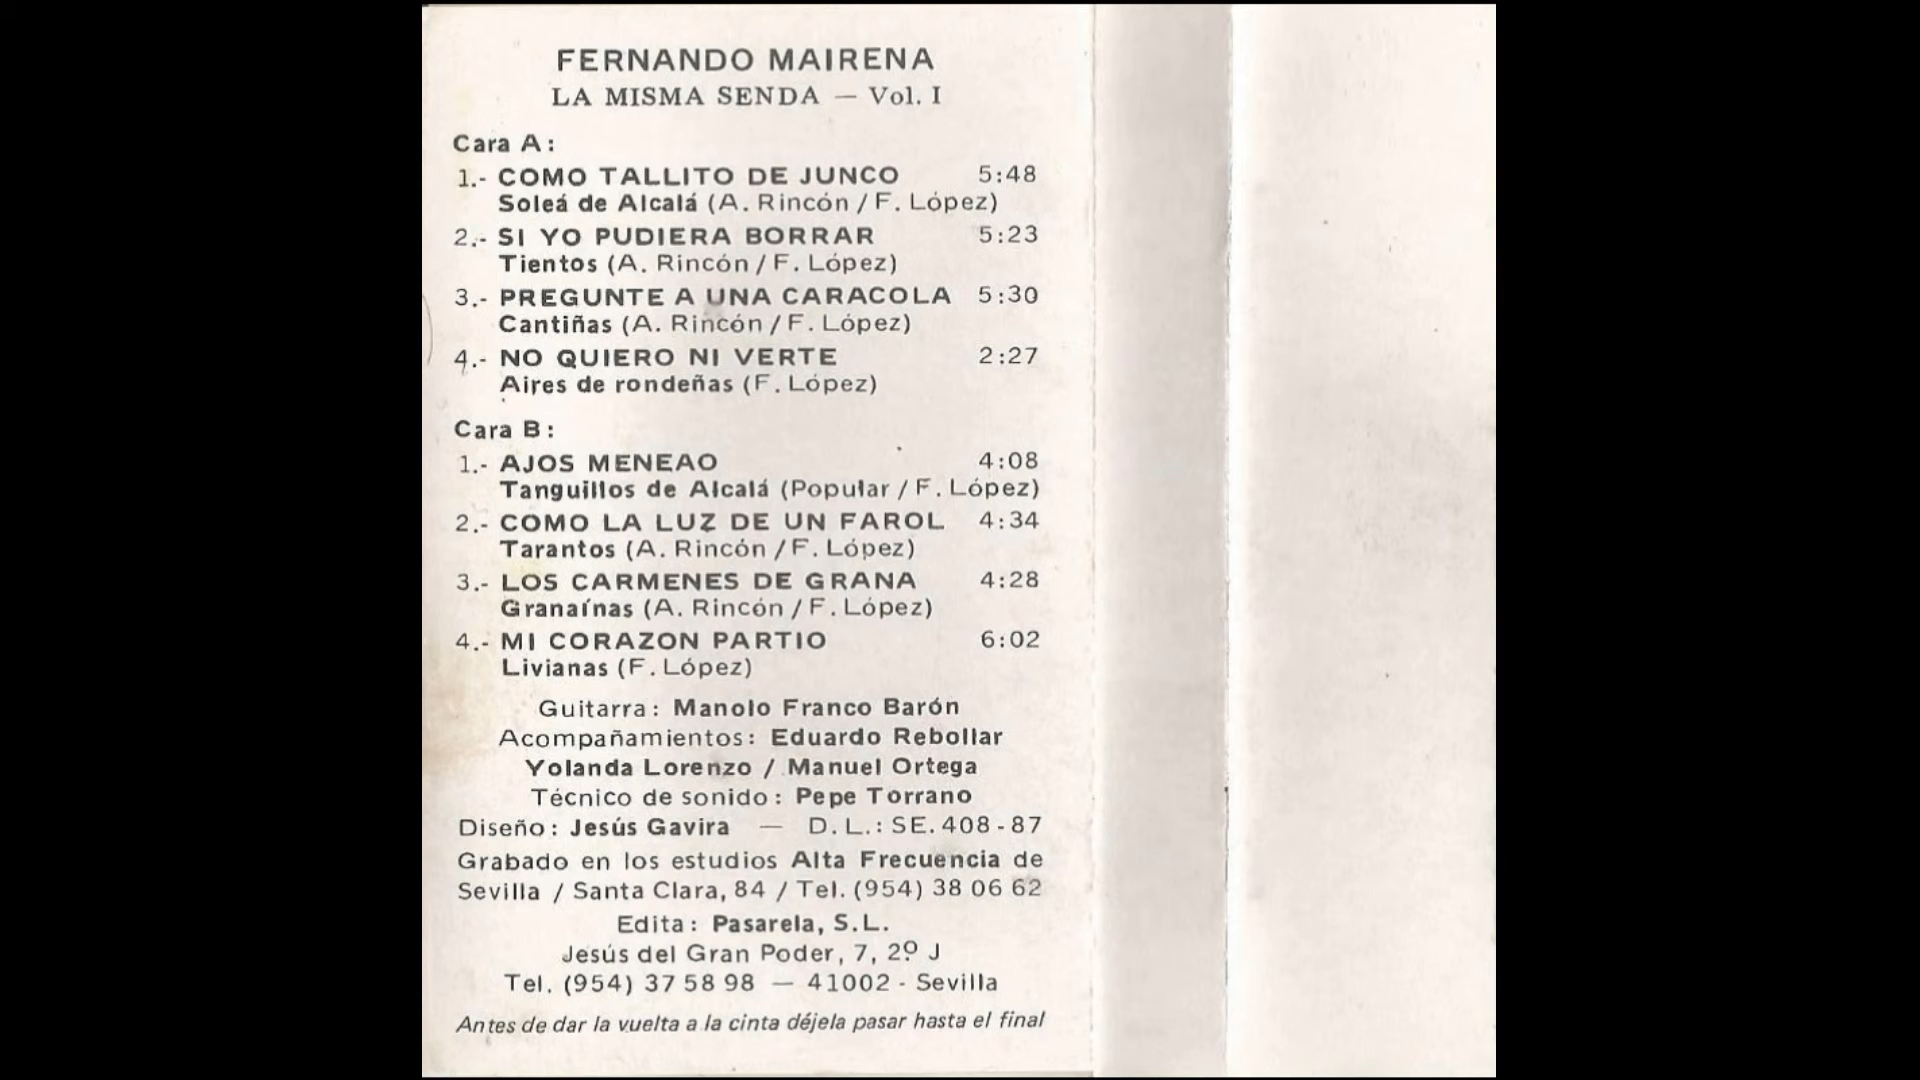 FERNANDO MAIRENA
LA MISMA SENDA — Vol. I
Cara A:
1.- COMO TALLITO DE JUNCO 5:48
Soleá de Alcalá (A. Rincón / F. López)
2.- SI YO PUDIERA BORRAR 5:23
Tientos (A. Rincón / F. López)
3.- PREGUNTE A UNA CARACOLA 5:30
Cantiñas (A. Rincón / F. López)
4.- NO QUIERO NI VERTE 2:27
Aires de rondeñas (F. López)
Cara B:
1.- AJOS MENEAO 4:08
Tanguillos de Alcalá (Popular / F. López)
2.- COMO LA LUZ DE UN FAROL 4:34
Tarantos (A. Rincón / F. López)
3.- LOS CARMENES DE GRANA 4:28
Granaínas (A. Rincón / F. López)
4.- MI CORAZON PARTIO 6:02
Livianas (F. López)
Guitarra: Manolo Franco Barón
Acompañamientos: Eduardo Rebollar
Yolanda Lorenzo / Manuel Ortega
Técnico de sonido: Pepe Torrano
Diseño: Jesús Gavira — D. L.: SE. 408 - 87
Grabado en los estudios Alta Frecuencia de
Sevilla / Santa Clara, 84 / Tel. (954) 38 06 62
Edita: Pasarela, S.L.
Jesús del Gran Poder, 7, 2º J
Tel. (954) 37 58 98 — 41002 - Sevilla
Antes de dar la vuelta a la cinta déjela pasar hasta el final